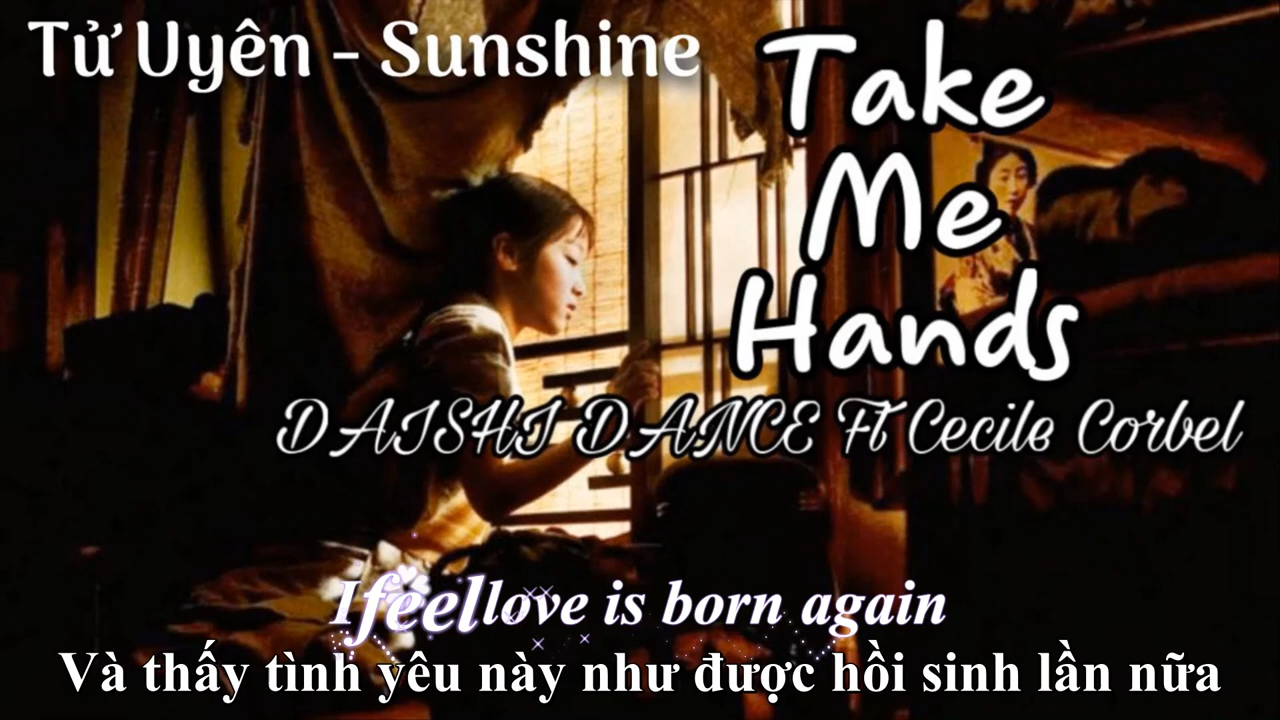 Tử Uyên - Sunshine
Take
Me
Hands
DAISHI DANCE Ft Cecile Corbel
I feel love is born again
Và thấy tình yêu này như được hồi sinh lần nữa